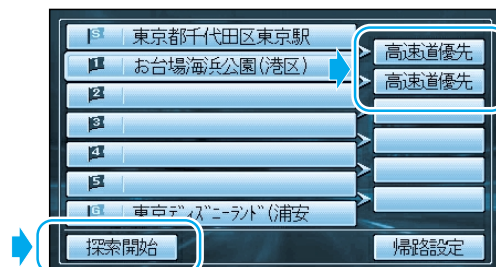 S 東京都千代田区東京駅
高速道優先
1 お台場海浜公園(港区)
高速道優先
2
3
4
5
G 東京ディズニーランド(浦安
探索開始
帰路設定